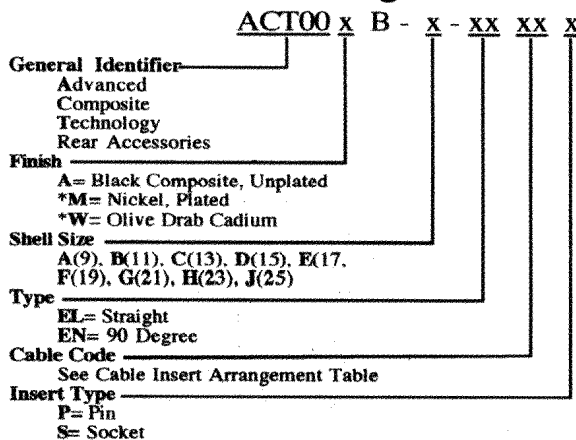 ACT00 x B - x - xx xx x
General Identifier
Advanced
Composite
Technology
Rear Accessories
Finish
A= Black Composite, Unplated
*M= Nickel, Plated
*W= Olive Drab Cadium
Shell Size
A(9), B(11), C(13), D(15), E(17,
F(19), G(21), H(23), J(25)
Type
EL= Straight
EN= 90 Degree
Cable Code
See Cable Insert Arrangement Table
Insert Type
P= Pin
S= Socket